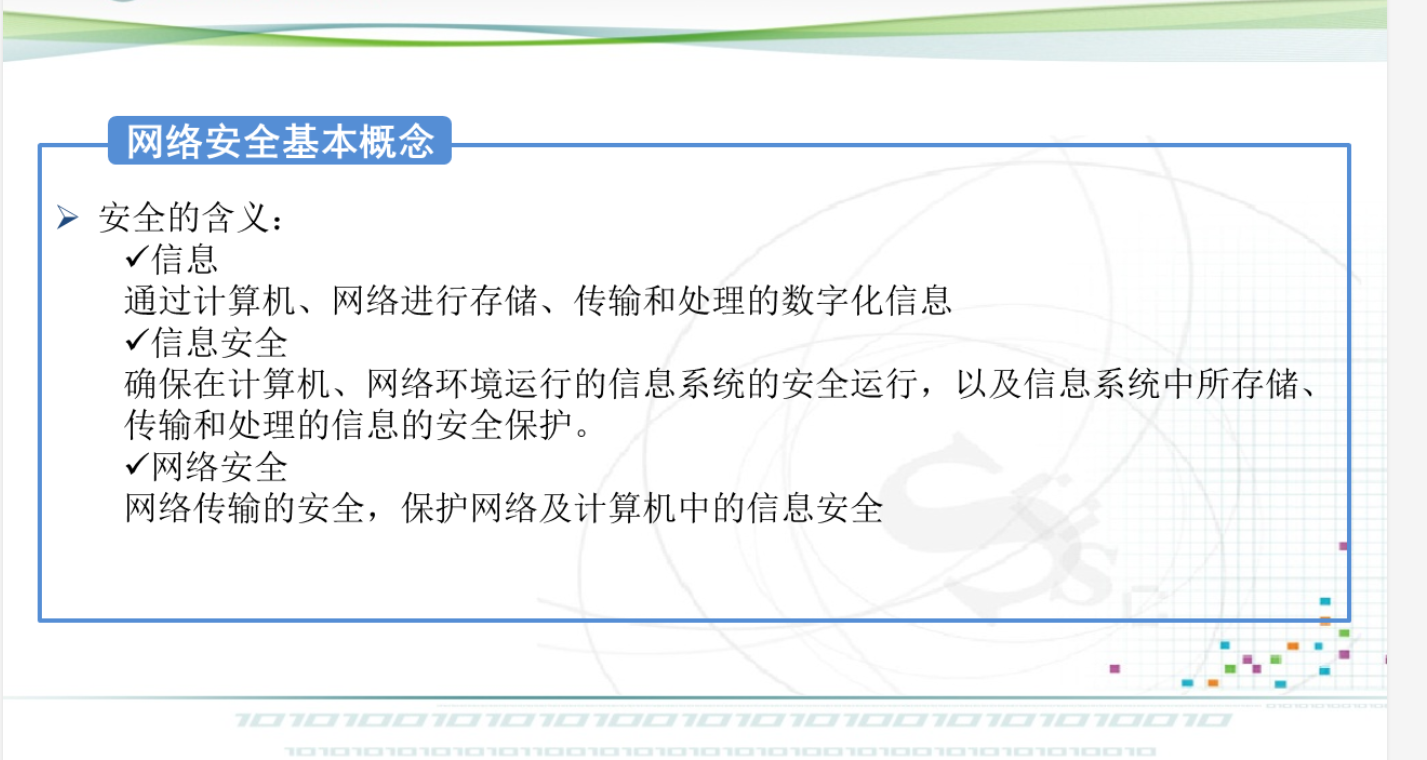 网络安全基本概念
➢ 安全的含义：
✓信息
通过计算机、网络进行存储、传输和处理的数字化信息
✓信息安全
确保在计算机、网络环境运行的信息系统的安全运行，以及信息系统中所存储、
传输和处理的信息的安全保护。
✓网络安全
网络传输的安全，保护网络及计算机中的信息安全